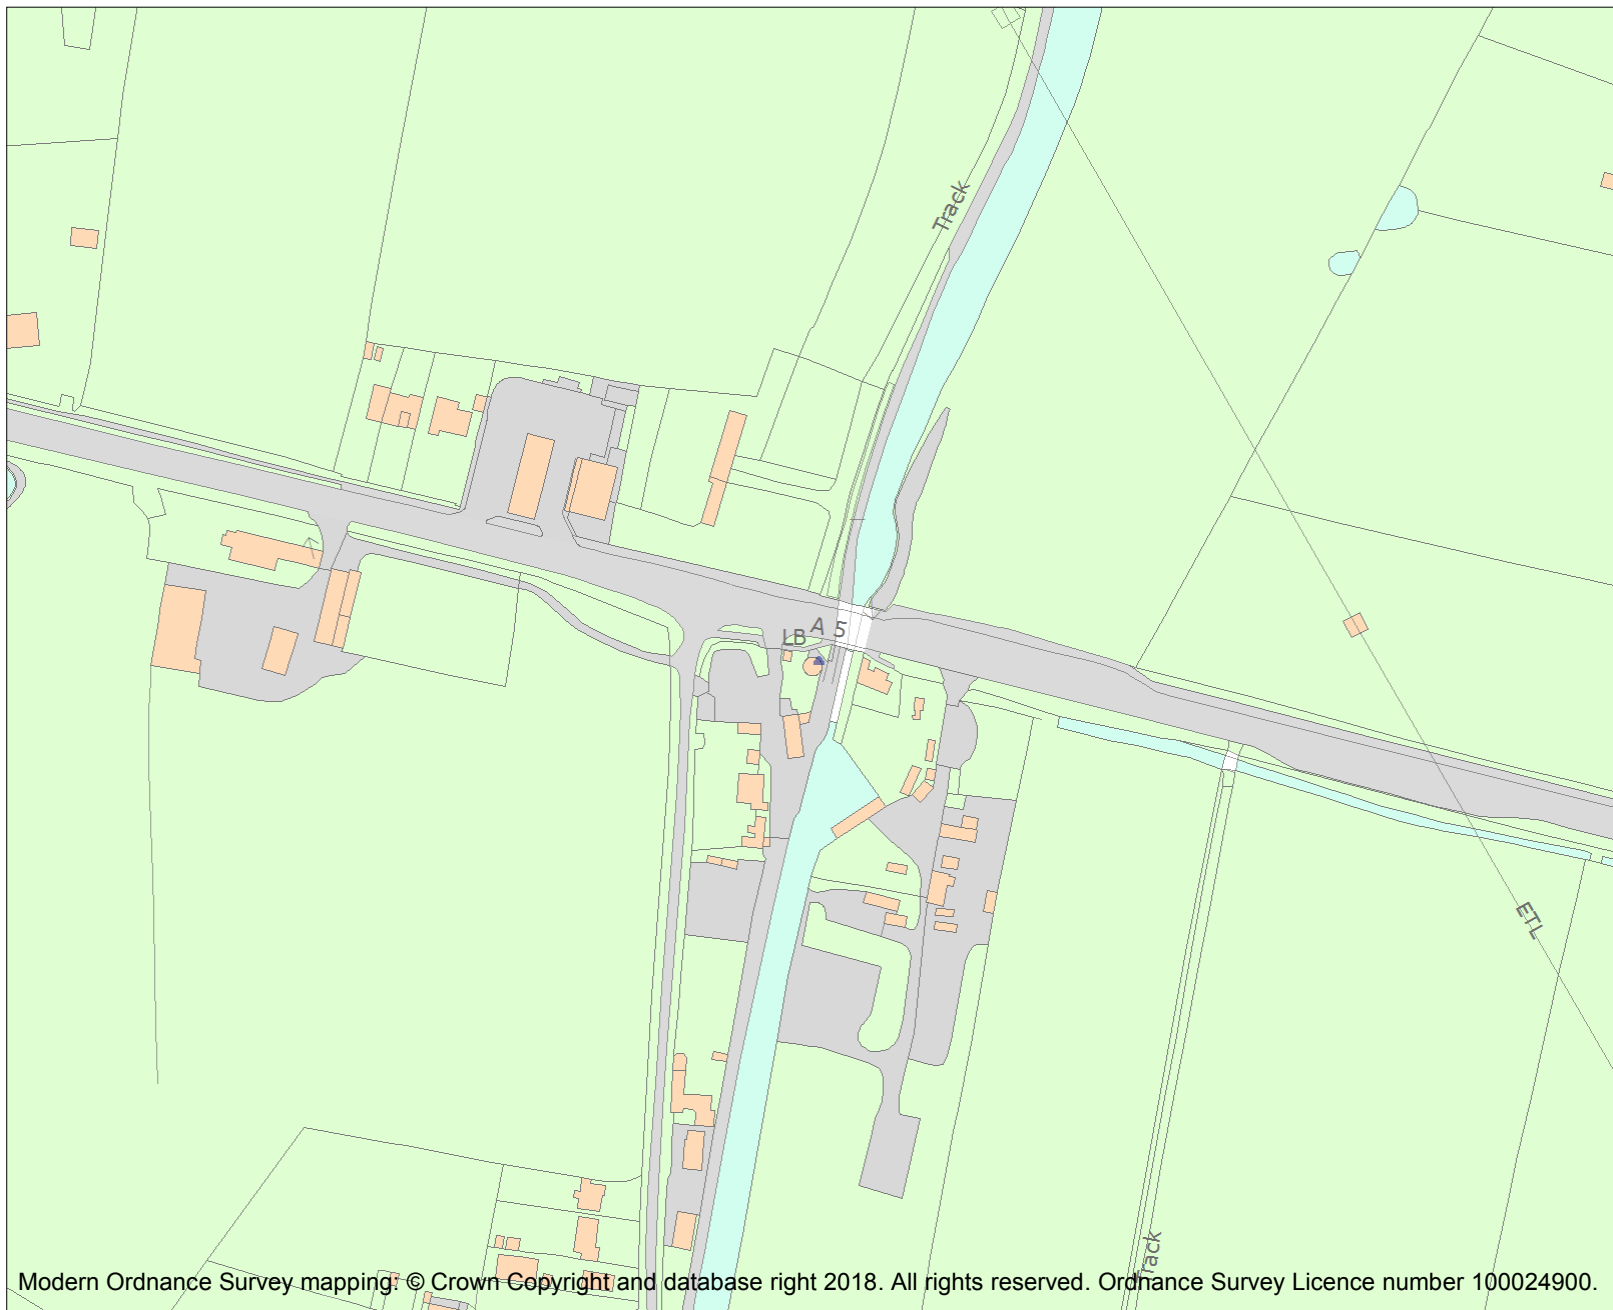 Track
A 5
LB
ETL
Track
Modern Ordnance Survey mapping: © Crown Copyright and database right 2018. All rights reserved. Ordnance Survey Licence number 100024900.